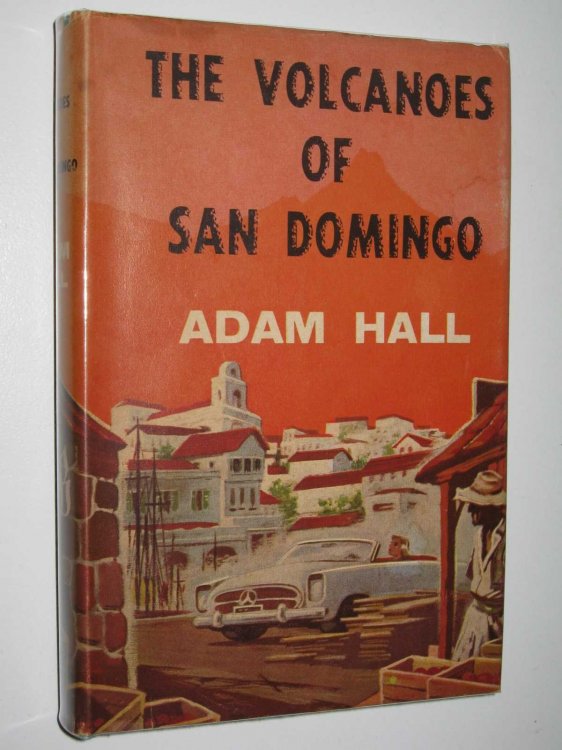 THE VOLCANOES
OF
SAN DOMINGO
ADAM HALL